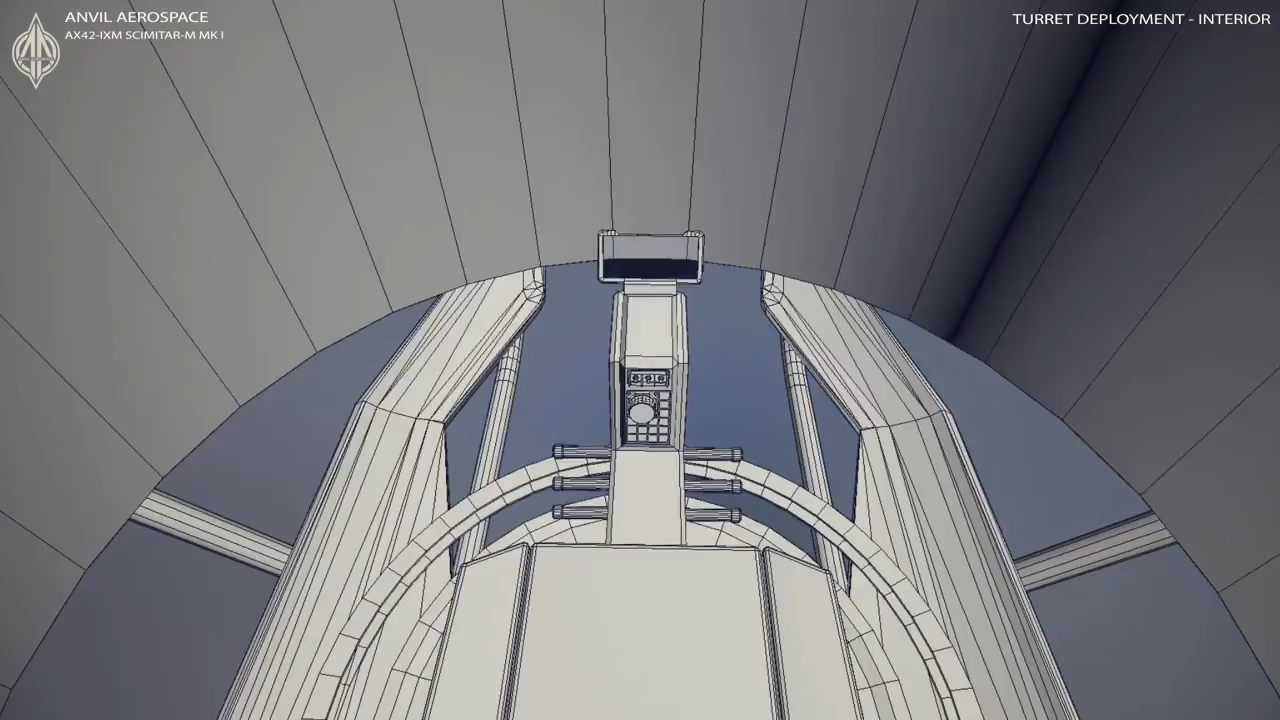 ANVIL AEROSPACE
AX42-IXM SCIMITAR-M MK I
TURRET DEPLOYMENT - INTERIOR